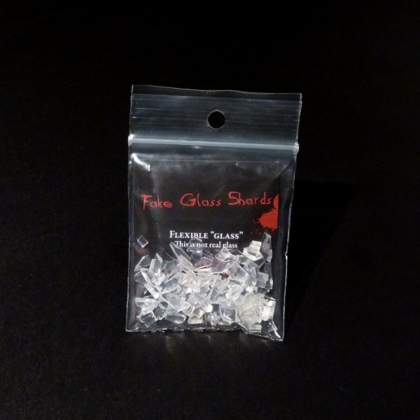 Fake Glass Shards
FLEXIBLE "GLASS"
This is not real glass